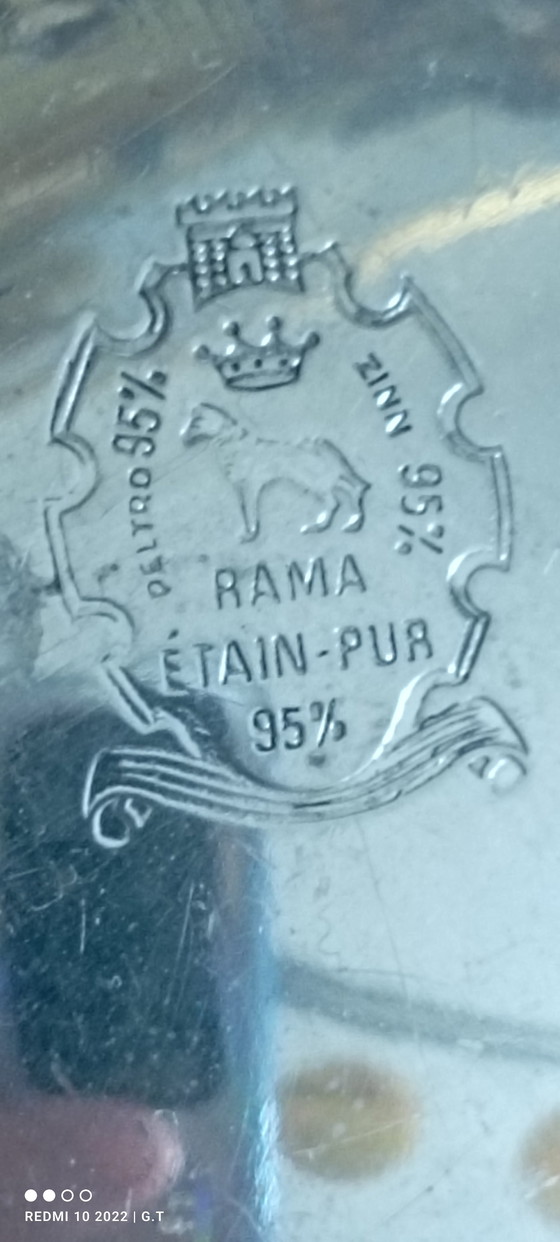 PELTRO 95%
ZINN 95%
RAMA
ÉTAIN-PUR
95%
REDMI 10 2022 | G.T